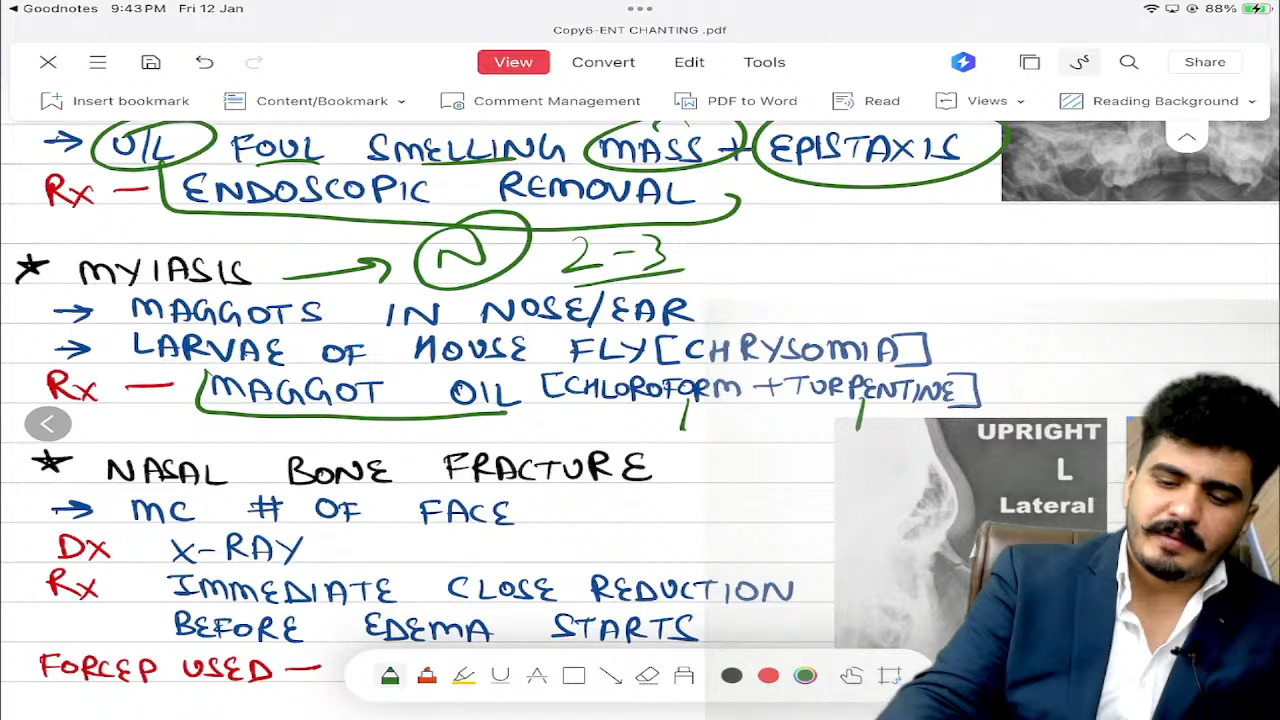 Goodnotes 9:43 PM Fri 12 Jan 88%
Copy6-ENT CHANTING .pdf
View Convert Edit Tools Share
Insert bookmark Content/Bookmark Comment Management PDF to Word Read Views Reading Background
→ U/L FOUL SMELLING MASS + EPISTAXIS
Rx - ENDOSCOPIC REMOVAL
N 2-3
★ MYIASIS →
→ MAGGOTS IN NOSE/EAR
→ LARVAE OF HOUSE FLY [CHRYSOMIA]
Rx - MAGGOT OIL [CHLOROFORM + TURPENTINE]
UPRIGHT
L
Lateral
★ NASAL BONE FRACTURE
→ MC # OF FACE
Dx X-RAY
Rx IMMEDIATE CLOSE REDUCTION
BEFORE EDEMA STARTS
FORCEP USED -